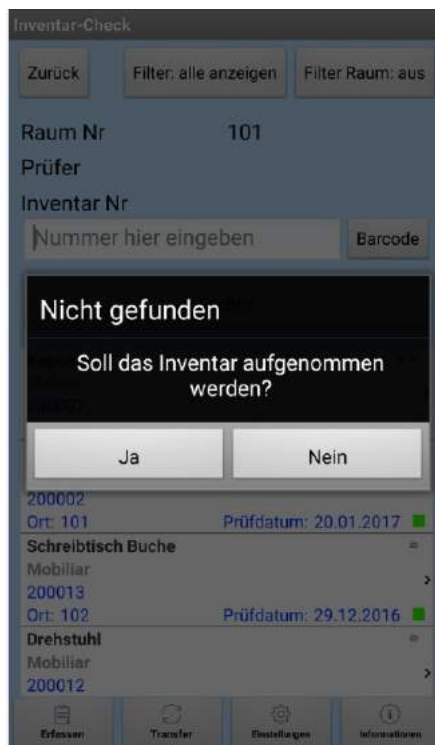 Inventar-Check
Zurück
Filter: alle anzeigen
Filter Raum: aus
Raum Nr 101
Prüfer
Inventar Nr
Nummer hier eingeben
Barcode
Nicht gefunden
Soll das Inventar aufgenommen
werden?
Ja
Nein
200002
Ort: 101 Prüfdatum: 20.01.2017
Schreibtisch Buche
Mobiliar
200013
Ort: 102 Prüfdatum: 29.12.2016
Drehstuhl
Mobiliar
200012
Erfassen
Transfer
Einstellungen
Informationen